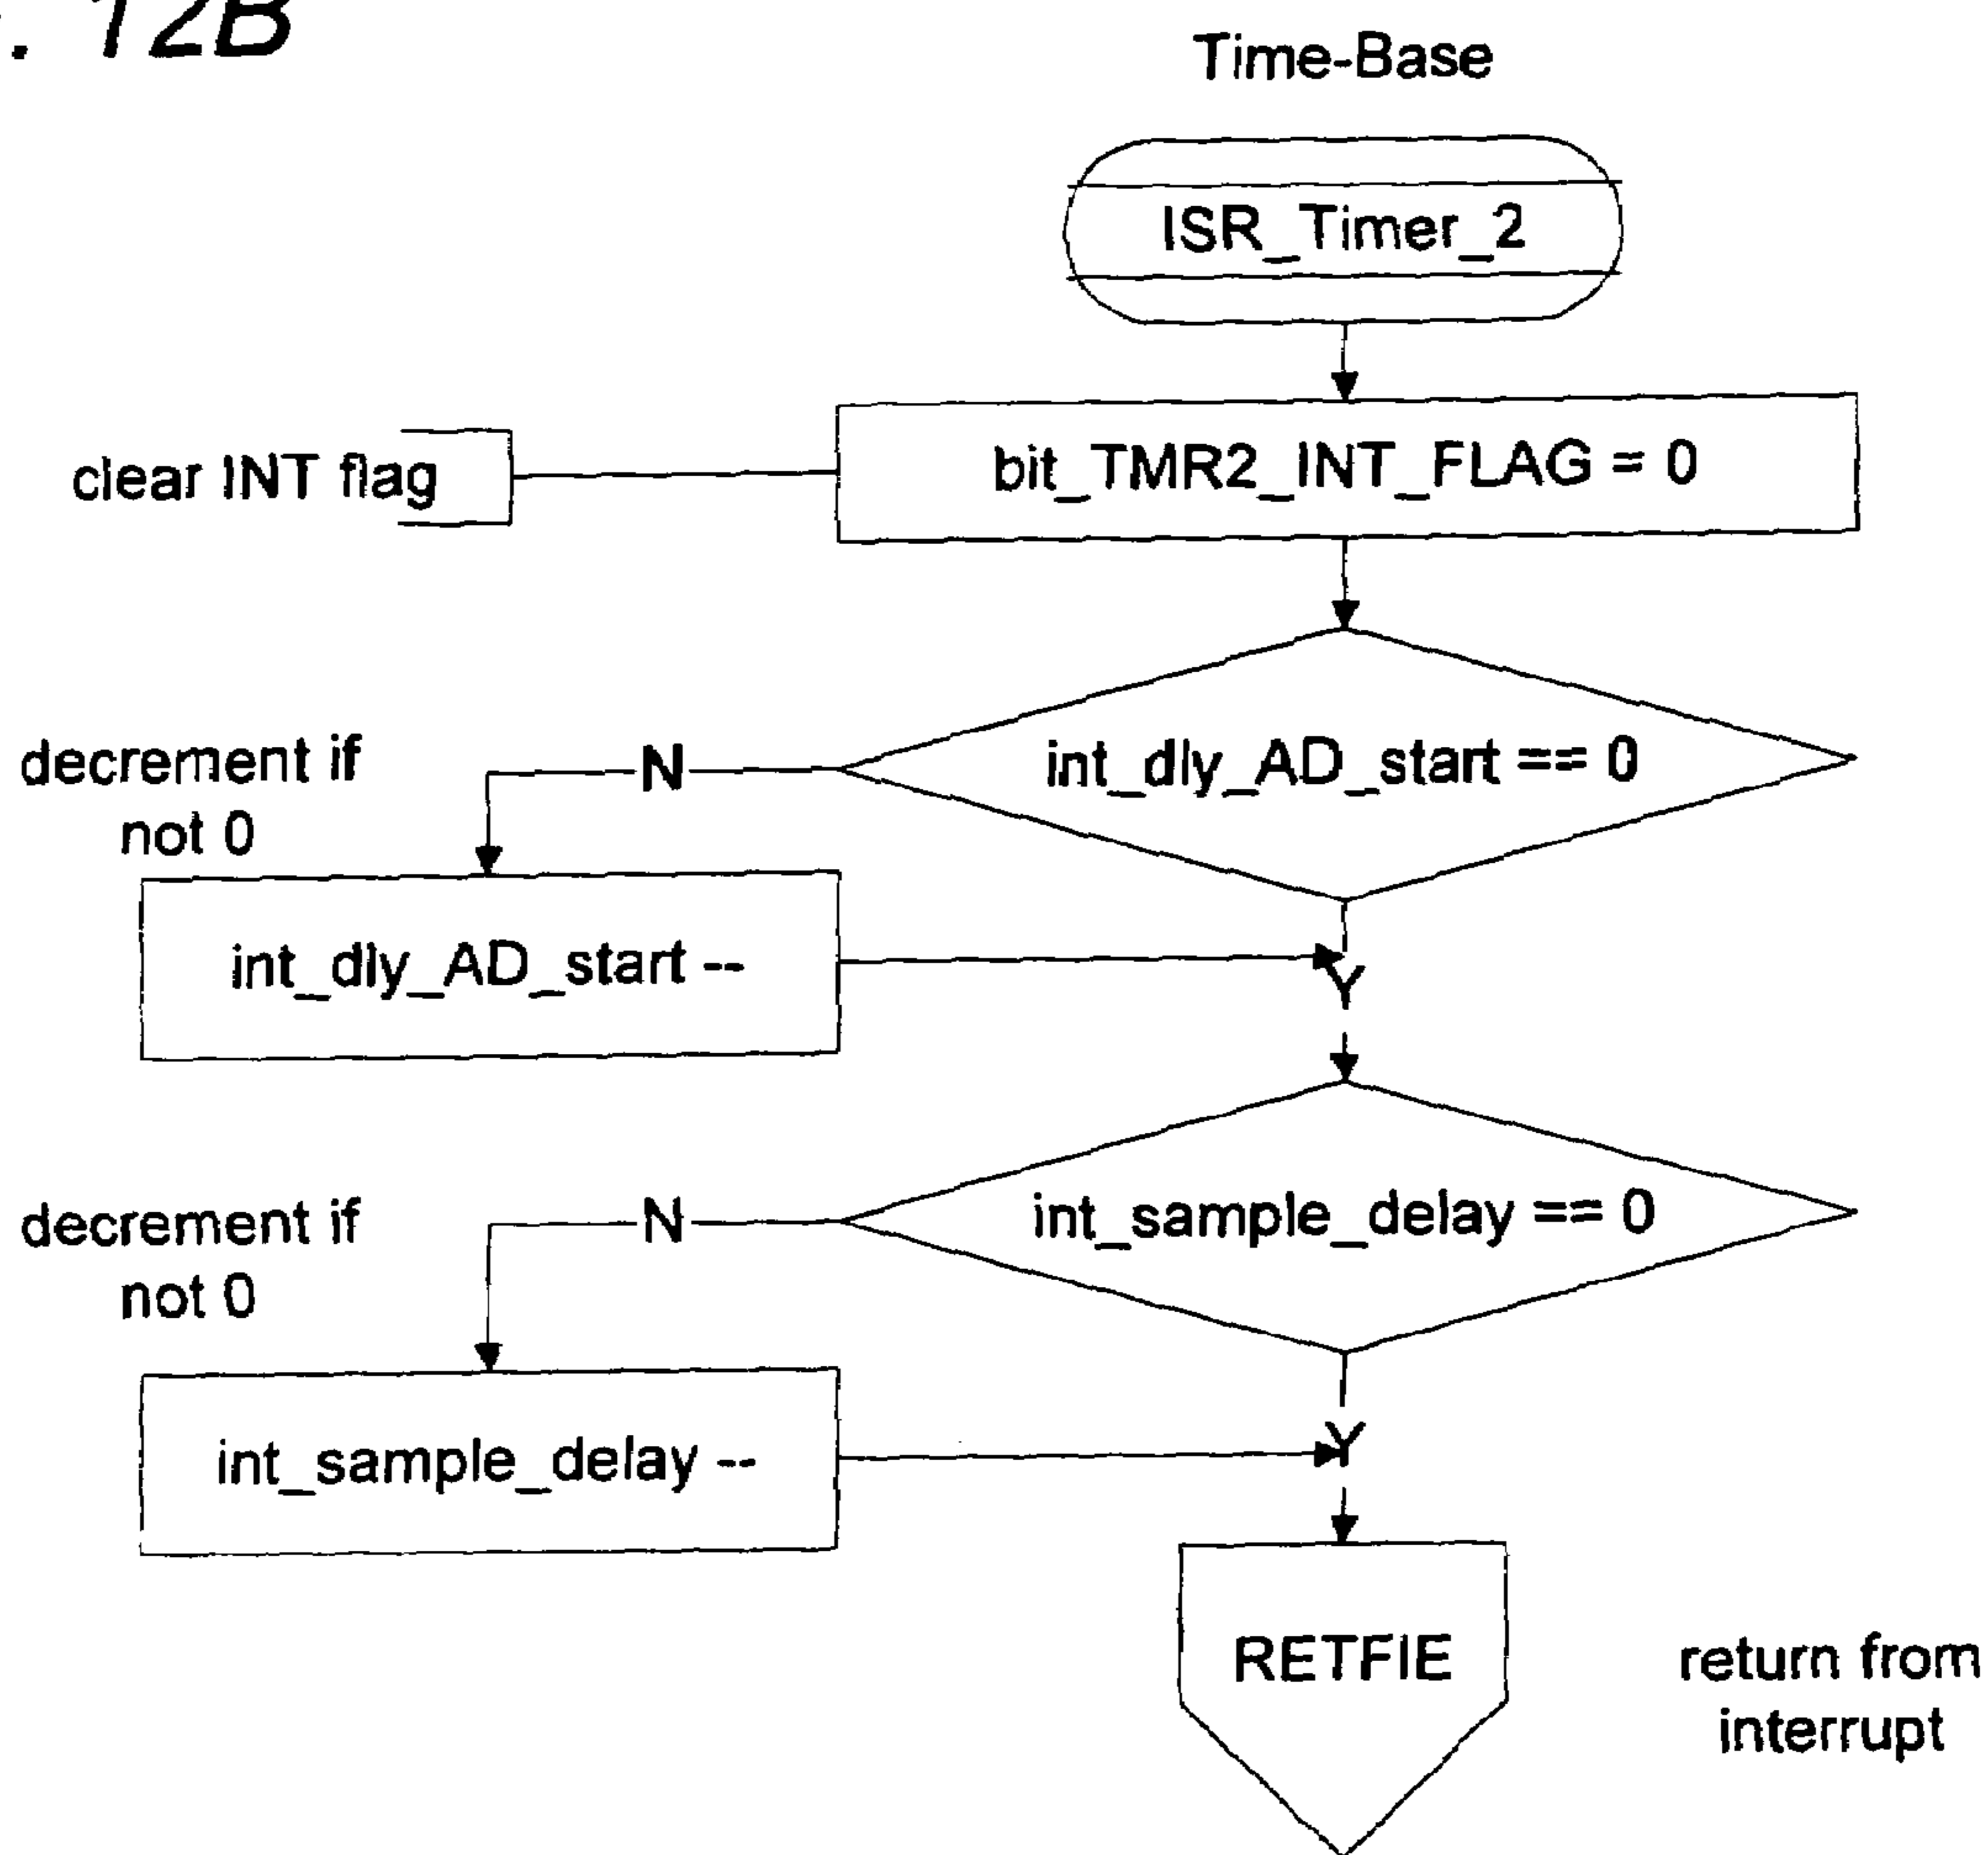 . 12B
Time-Base
ISR_Timer_2
clear INT flag
bit_TMR2_INT_FLAG = 0
decrement if
not 0
N
int_dly_AD_start == 0
int_dly_AD_start --
Y
decrement if
not 0
N
int_sample_delay == 0
int_sample_delay --
Y
RETFIE
return from
interrupt